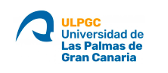 ULPGC
Universidad de
Las Palmas de
Gran Canaria